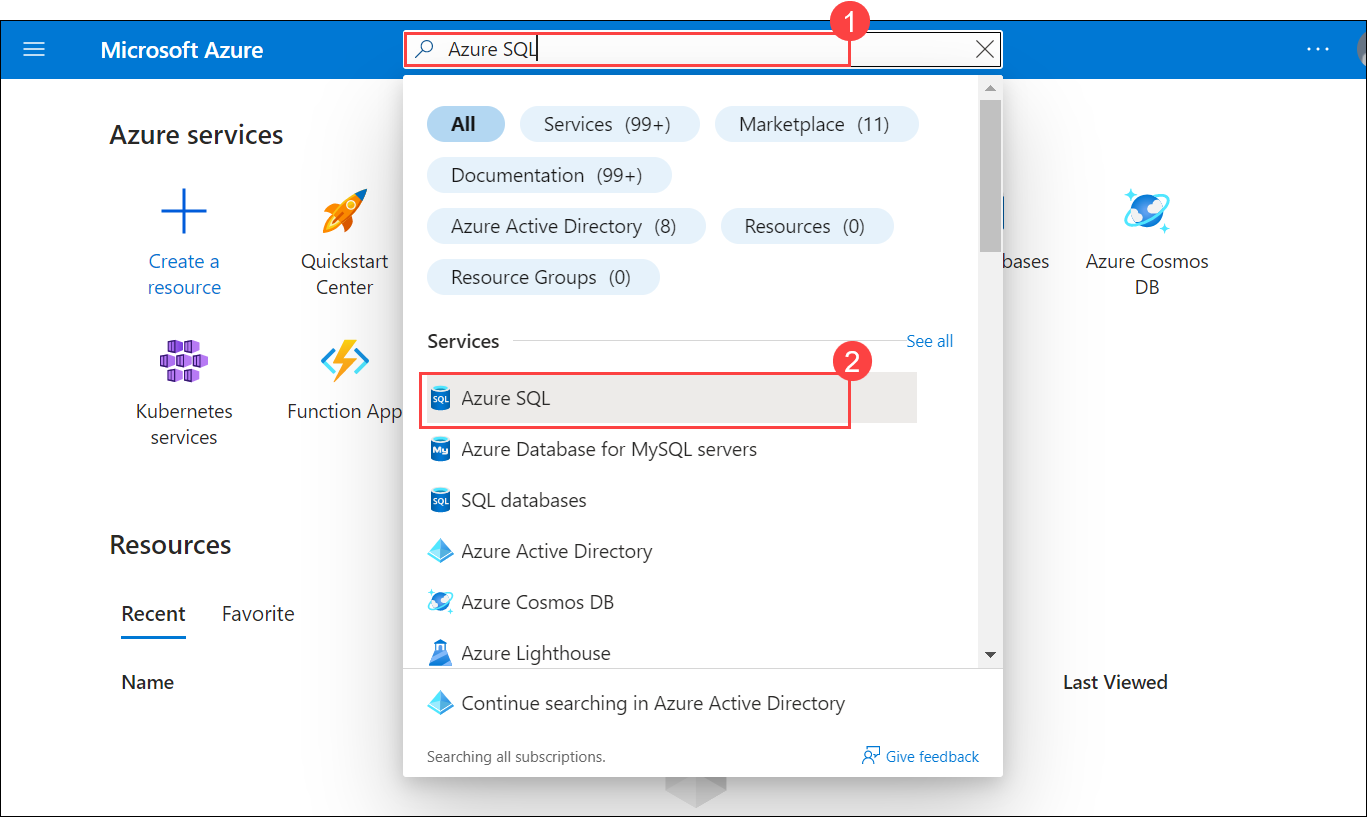 1
Microsoft Azure
Azure SQL
Azure services
All
Services (99+)
Marketplace (11)
Documentation (99+)
Azure Active Directory (8)
Resources (0)
Resource Groups (0)
Create a
resource
Quickstart
Center
bases
Azure Cosmos
DB
Kubernetes
services
Function App
Services
See all
2
SQL Azure SQL
My Azure Database for MySQL servers
SQL SQL databases
Azure Active Directory
Azure Cosmos DB
Azure Lighthouse
Continue searching in Azure Active Directory
Searching all subscriptions.
Give feedback
Resources
Recent
Favorite
Name
Last Viewed